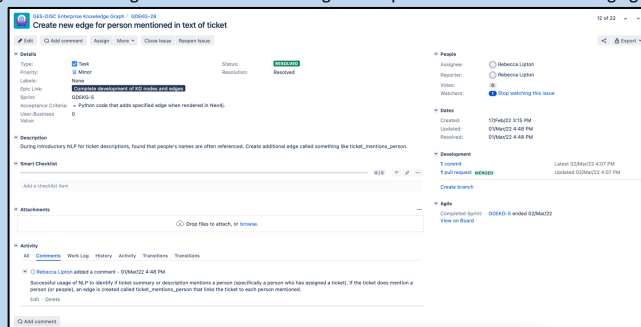 GES-DISC Enterprise Knowledge Graph / GDEKG-28
Create new edge for person mentioned in text of ticket
12 of 22
Edit Add comment Assign More Close Issue Reopen Issue Export
Details
Type: Task Status: RESOLVED
Priority: Minor Resolution: Resolved
Labels: None
Epic Link: Complete development of KG nodes and edges
Sprint: GDEKG-5
Acceptance Criteria: Python code that adds specified edge when rendered in Neo4j.
User-Business Value: 0
Description
During introductory NLP for ticket descriptions, found that people's names are often referenced. Create additional edge called something like ticket_mentions_person.
Smart Checklist
0/0
Add a checklist item
Attachments
Drop files to attach, or browse.
Activity
All Comments Work Log History Activity Transitions Transitions
Rebecca Lipton added a comment - 01/Mar/22 4:48 PM
Successful usage of NLP to identify if ticket summary or description mentions a person (specifically a person who has assigned a ticket). If the ticket does mention a
person (or people), an edge is created called ticket_mentions_person that links the ticket to each person mentioned.
Edit · Delete
Add comment
People
Assignee: Rebecca Lipton
Reporter: Rebecca Lipton
Votes: 0
Watchers: 1 Stop watching this issue
Dates
Created: 17/Feb/22 3:15 PM
Updated: 01/Mar/22 4:48 PM
Resolved: 01/Mar/22 4:48 PM
Development
1 commit Latest 02/Mar/22 4:07 PM
1 pull request MERGED Updated 02/Mar/22 4:07 PM
Create branch
Agile
Completed Sprint: GDEKG-5 ended 02/Mar/22
View on Board